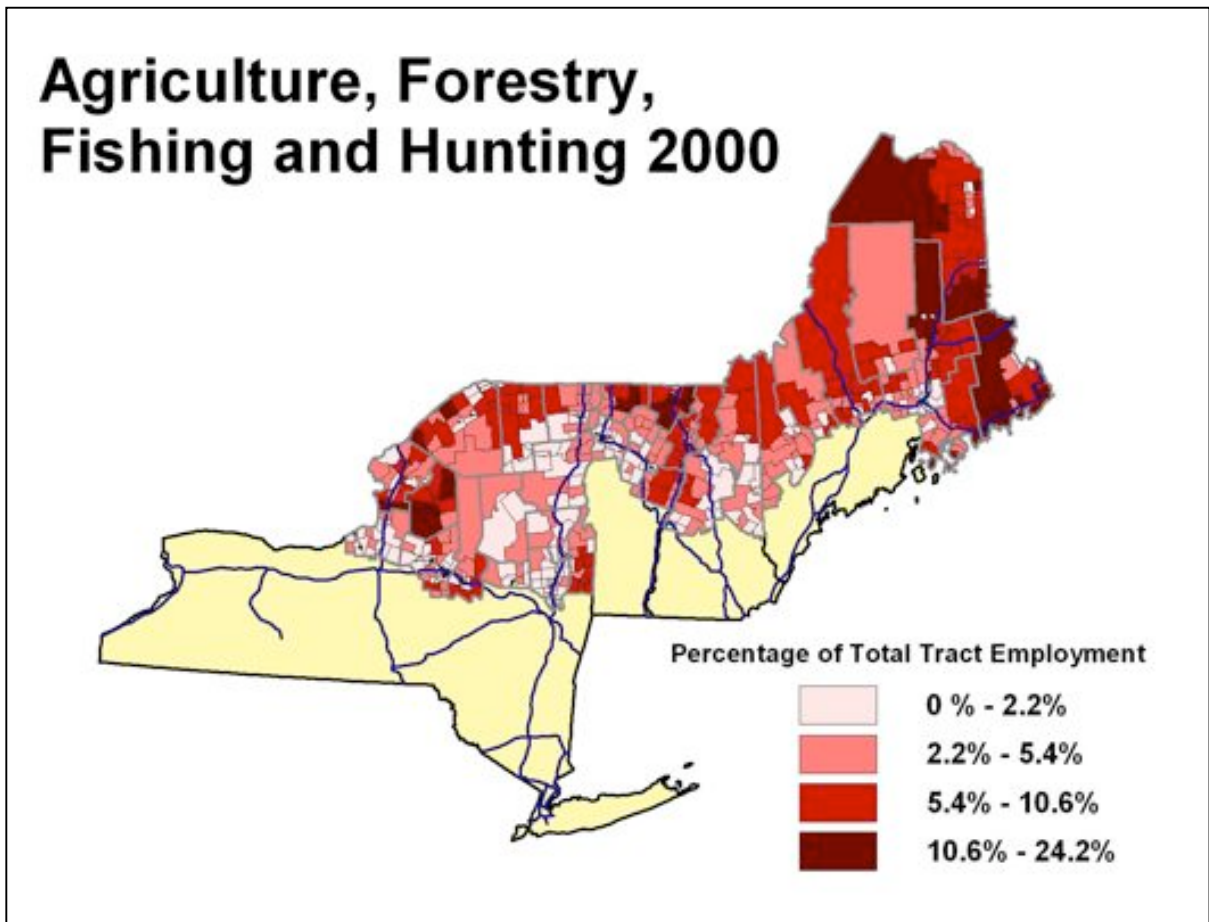 Agriculture, Forestry,
Fishing and Hunting 2000
Percentage of Total Tract Employment
0 % - 2.2%
2.2% - 5.4%
5.4% - 10.6%
10.6% - 24.2%